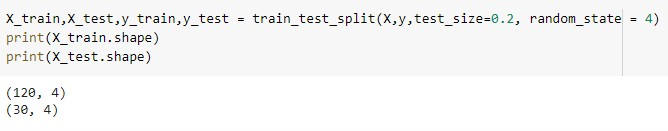 X_train,X_test,y_train,y_test = train_test_split(X,y,test_size=0.2, random_state = 4)
print(X_train.shape)
print(X_test.shape)
(120, 4)
(30, 4)